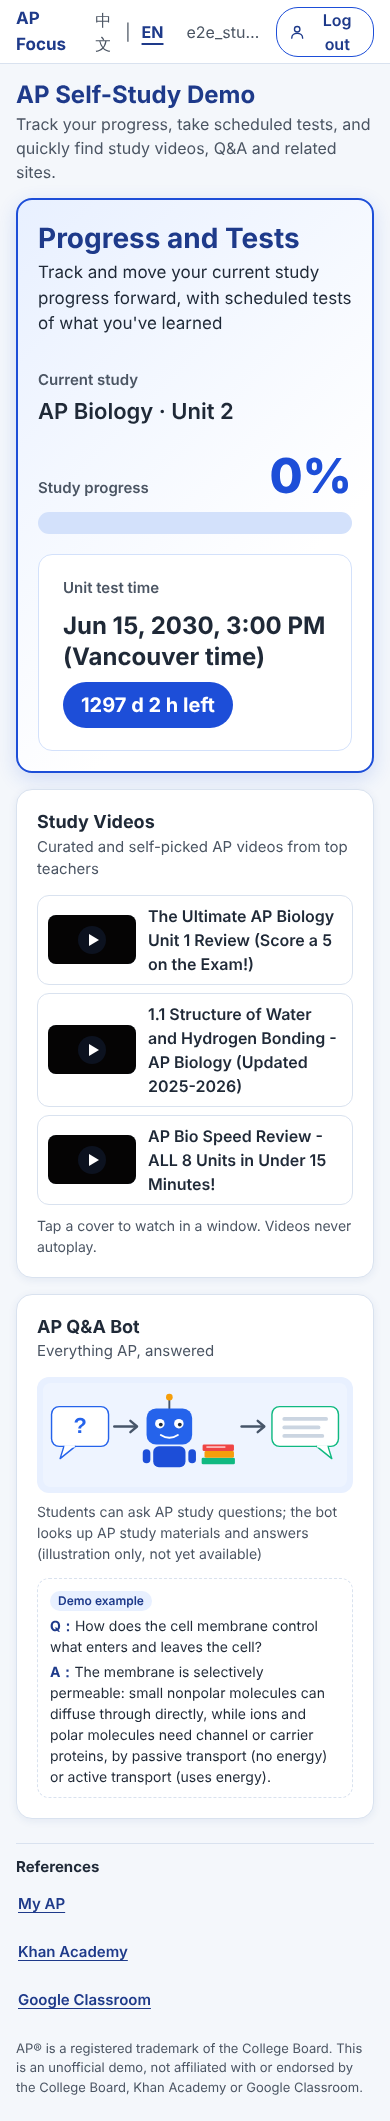 AP
Focus
中
文
|
EN
e2e_stu...
Log
out
AP Self-Study Demo
Track your progress, take scheduled tests, and
quickly find study videos, Q&A and related
sites.
Progress and Tests
Track and move your current study
progress forward, with scheduled tests
of what you've learned
Current study
AP Biology · Unit 2
Study progress
0%
Unit test time
Jun 15, 2030, 3:00 PM
(Vancouver time)
1297 d 2 h left
Study Videos
Curated and self-picked AP videos from top
teachers
The Ultimate AP Biology
Unit 1 Review (Score a 5
on the Exam!)
1.1 Structure of Water
and Hydrogen Bonding -
AP Biology (Updated
2025-2026)
AP Bio Speed Review -
ALL 8 Units in Under 15
Minutes!
Tap a cover to watch in a window. Videos never
autoplay.
AP Q&A Bot
Everything AP, answered
?
Students can ask AP study questions; the bot
looks up AP study materials and answers
(illustration only, not yet available)
Demo example
Q：How does the cell membrane control
what enters and leaves the cell?
A：The membrane is selectively
permeable: small nonpolar molecules can
diffuse through directly, while ions and
polar molecules need channel or carrier
proteins, by passive transport (no energy)
or active transport (uses energy).
References
My AP
Khan Academy
Google Classroom
AP® is a registered trademark of the College Board. This
is an unofficial demo, not affiliated with or endorsed by
the College Board, Khan Academy or Google Classroom.